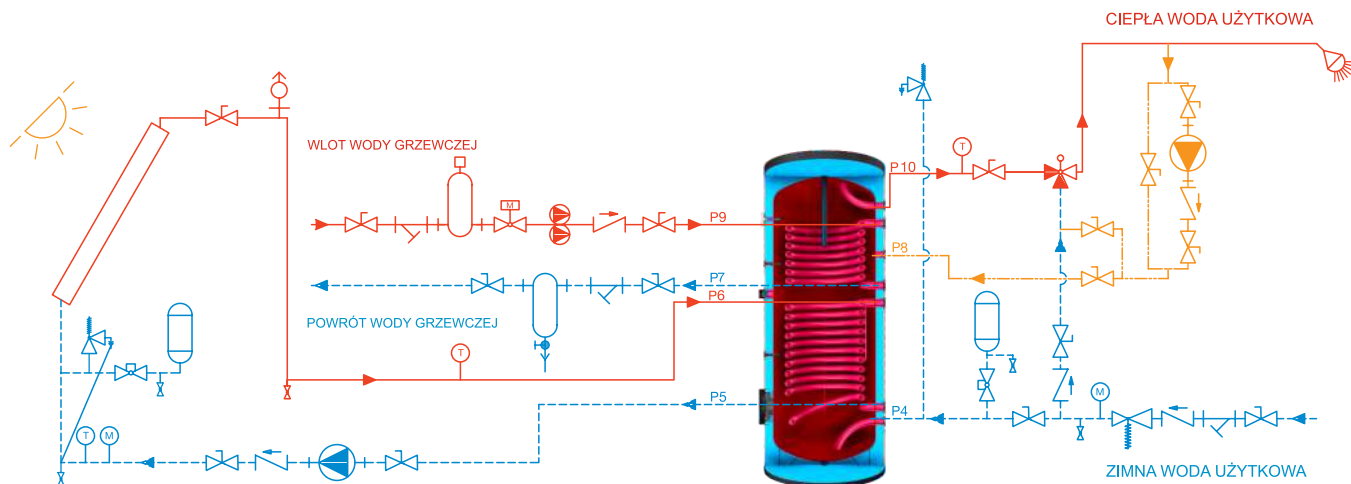 CIEPŁA WODA UŻYTKOWA
WLOT WODY GRZEWCZEJ
P10
T
M
P9
P8
P7
P6
POWRÓT WODY GRZEWCZEJ
T
P5
P4
M
T
M
ZIMNA WODA UŻYTKOWA